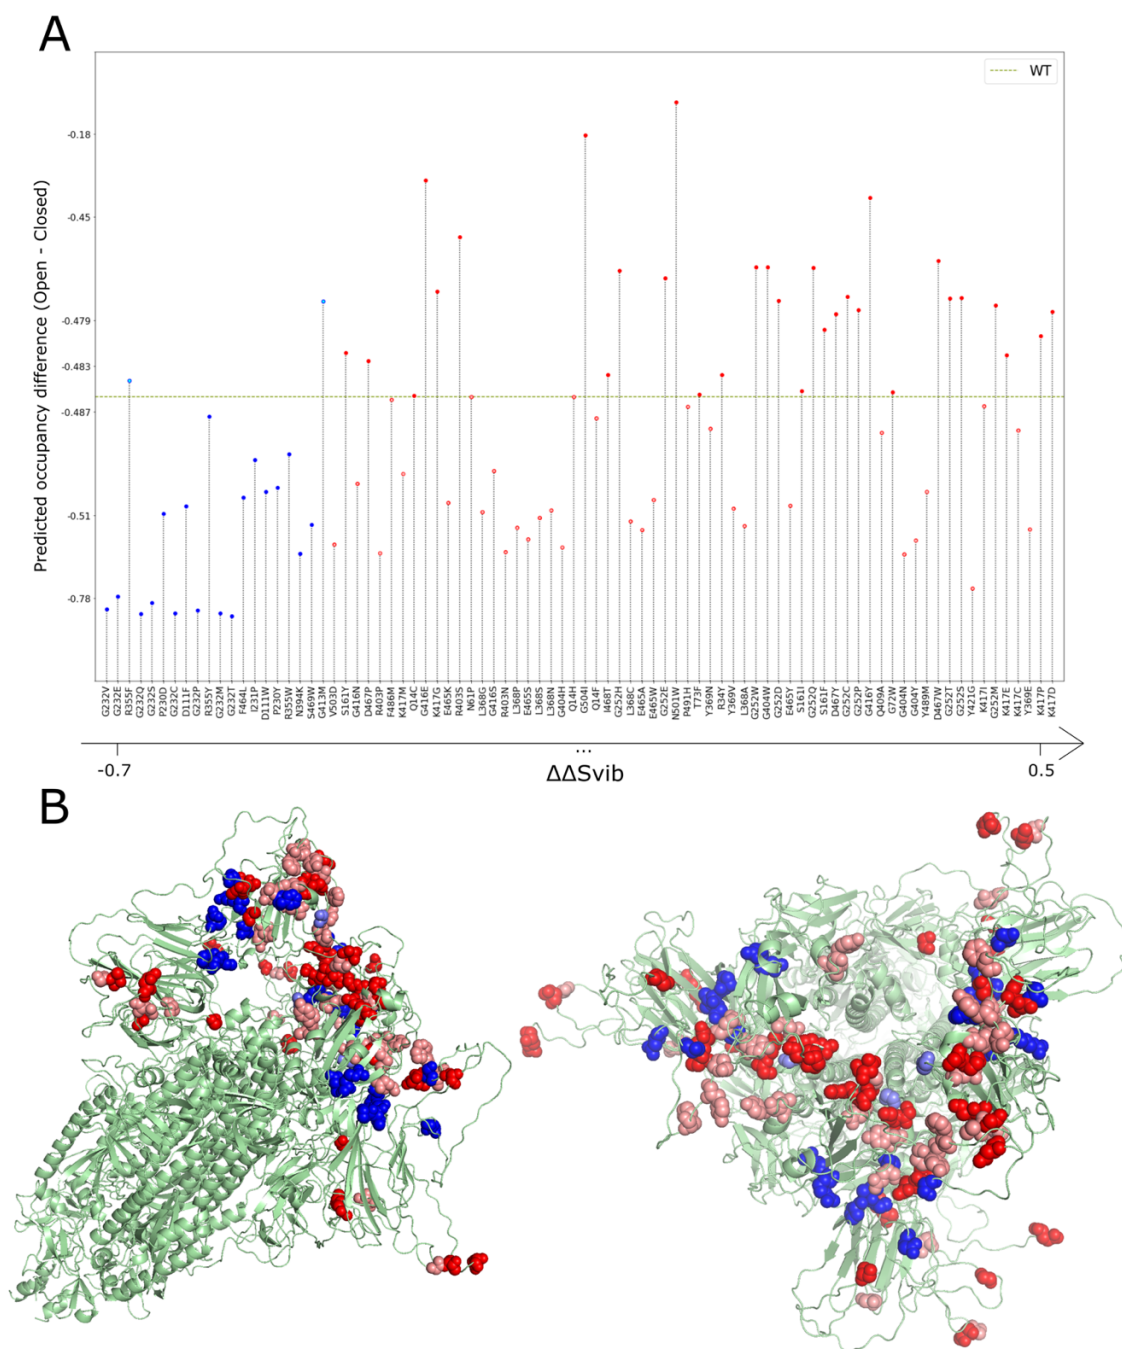 A
WT
Predicted occupancy difference (Open - Closed)
-0.18
-0.45
-0.479
-0.483
-0.487
-0.51
-0.78
G232V
G232E
R355F
G232Q
G232S
P230D
G232C
D111F
G232P
R355Y
G232M
G232T
F464L
I231P
D111W
P230Y
R355W
N394K
S469W
G413M
V503D
S161Y
G416N
D467P
R403P
F486M
K417M
Q14C
G416E
K417G
E465K
R403S
N61P
L368G
G416S
R403N
L368P
E465S
L368S
L368N
G404H
Q14H
G504I
Q14F
I468T
G252H
L368C
E465A
E465W
G252E
N501W
P491H
T73F
Y369N
R34Y
Y369V
L368A
G252W
G404W
G252D
E465Y
S161I
G252Q
S161F
D467Y
G252C
G252P
G416Y
Q409A
G72W
G404N
G404Y
Y489M
D467W
G252T
G252S
Y421G
K417I
G252M
K417E
K417C
Y369E
K417P
K417D
-0.7
...
0.5
ΔΔSvib
B